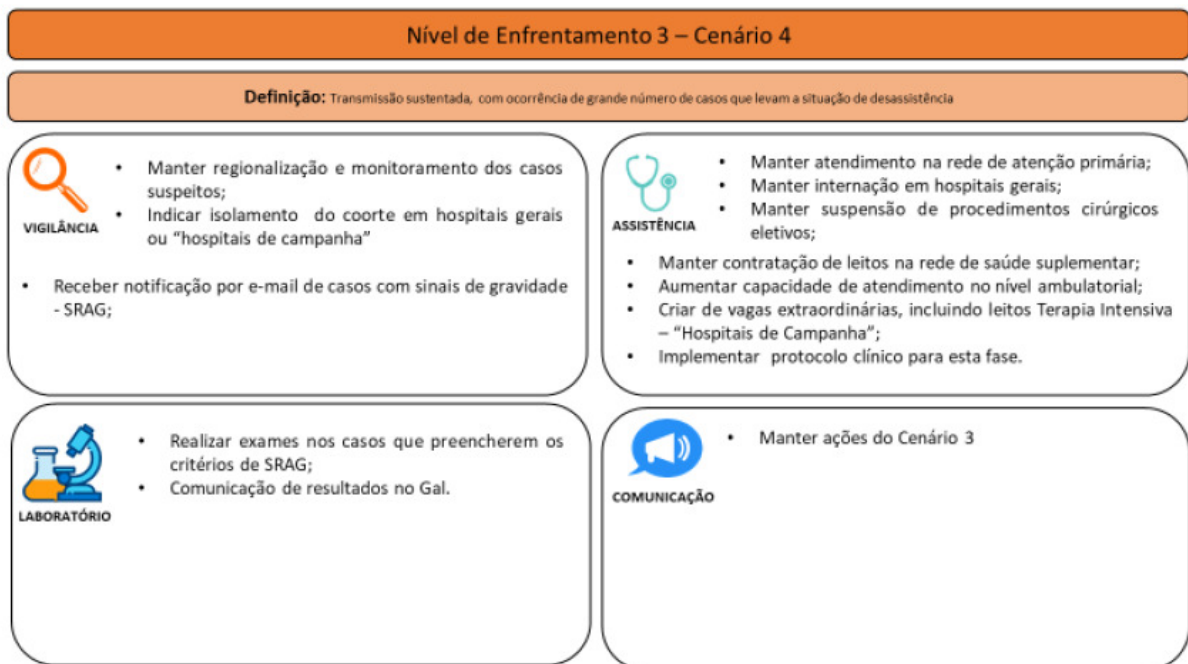 Nível de Enfrentamento 3 – Cenário 4
Definição: Transmissão sustentada, com ocorrência de grande número de casos que levam a situação de desassistência
VIGILÂNCIA
• Manter regionalização e monitoramento dos casos
suspeitos;
• Indicar isolamento do coorte em hospitais gerais
ou “hospitais de campanha”
• Receber notificação por e-mail de casos com sinais de gravidade
- SRAG;
ASSISTÊNCIA
• Manter atendimento na rede de atenção primária;
• Manter internação em hospitais gerais;
• Manter suspensão de procedimentos cirúrgicos
eletivos;
• Manter contratação de leitos na rede de saúde suplementar;
• Aumentar capacidade de atendimento no nível ambulatorial;
• Criar de vagas extraordinárias, incluindo leitos Terapia Intensiva
– “Hospitais de Campanha”;
• Implementar protocolo clínico para esta fase.
LABORATÓRIO
• Realizar exames nos casos que preencherem os
critérios de SRAG;
• Comunicação de resultados no Gal.
COMUNICAÇÃO
• Manter ações do Cenário 3